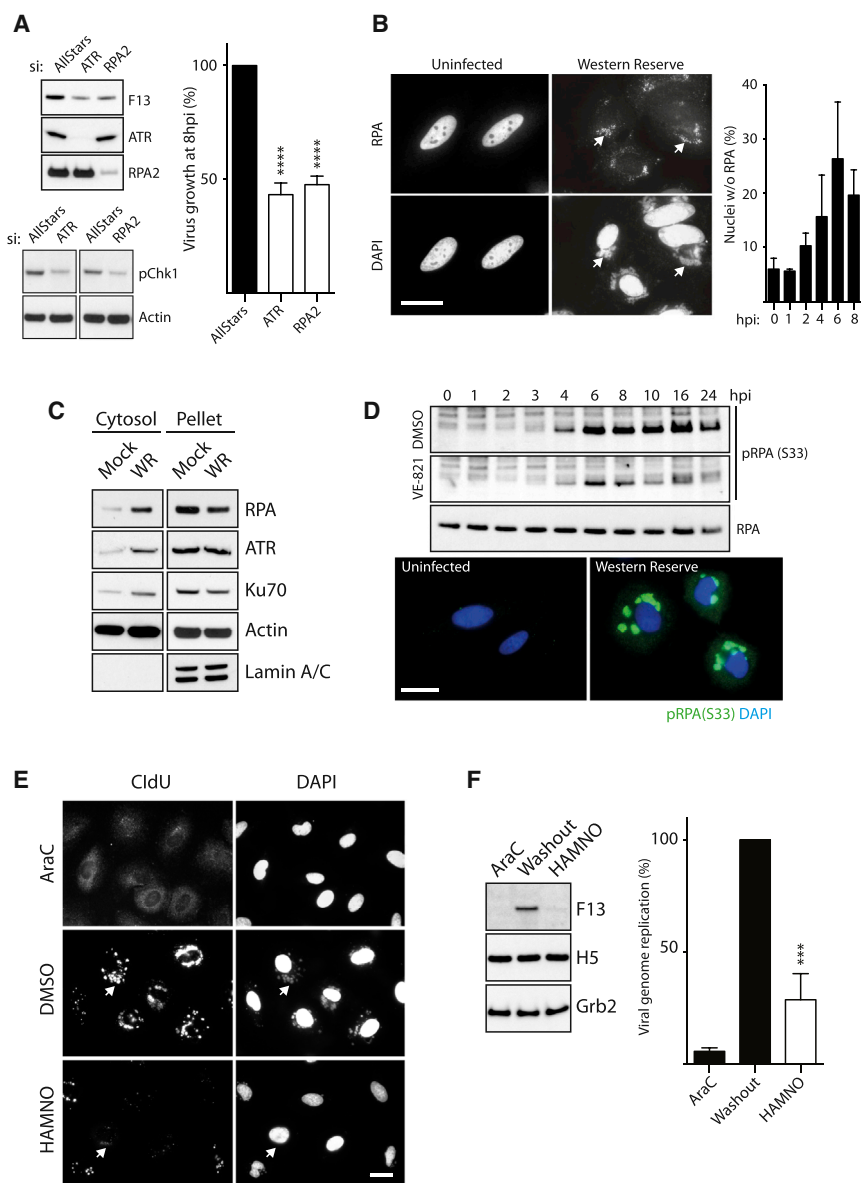 A
si:
AllStars
ATR
RPA2
F13
ATR
RPA2
si:
AllStars
ATR
AllStars
RPA2
pChk1
Actin
Virus growth at 8hpi (%)
100
50
****
****
AllStars
ATR
RPA2
B
Uninfected
Western Reserve
RPA
DAPI
Nuclei w/o RPA (%)
40
30
20
10
hpi: 0 1 2 4 6 8
C
Cytosol
Pellet
Mock
WR
Mock
WR
RPA
ATR
Ku70
Actin
Lamin A/C
D
0 1 2 3 4 6 8 10 16 24 hpi
DMSO
VE-821
pRPA (S33)
RPA
Uninfected
Western Reserve
pRPA(S33) DAPI
E
CldU
DAPI
AraC
DMSO
HAMNO
F
AraC
Washout
HAMNO
F13
H5
Grb2
Viral genome replication (%)
100
50
***
AraC
Washout
HAMNO